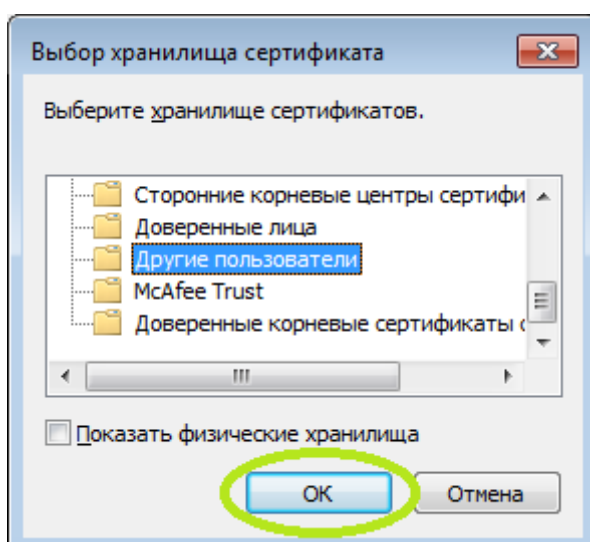 Выбор хранилища сертификата
Выберите хранилище сертификатов.
Сторонние корневые центры сертифи
Доверенные лица
Другие пользователи
McAfee Trust
Доверенные корневые сертификаты с
Показать физические хранилища
ОК Отмена